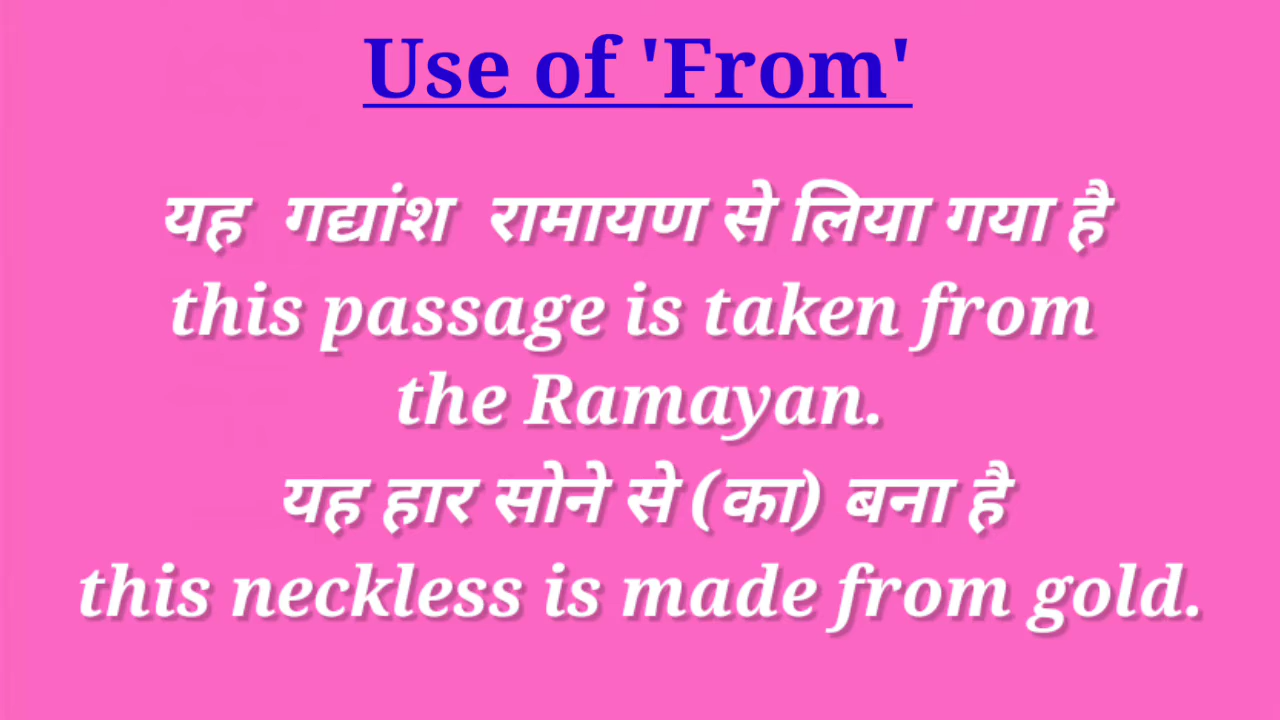 Use of 'From'
यह गद्यांश रामायण से लिया गया है
this passage is taken from
the Ramayan.
यह हार सोने से (का) बना है
this neckless is made from gold.